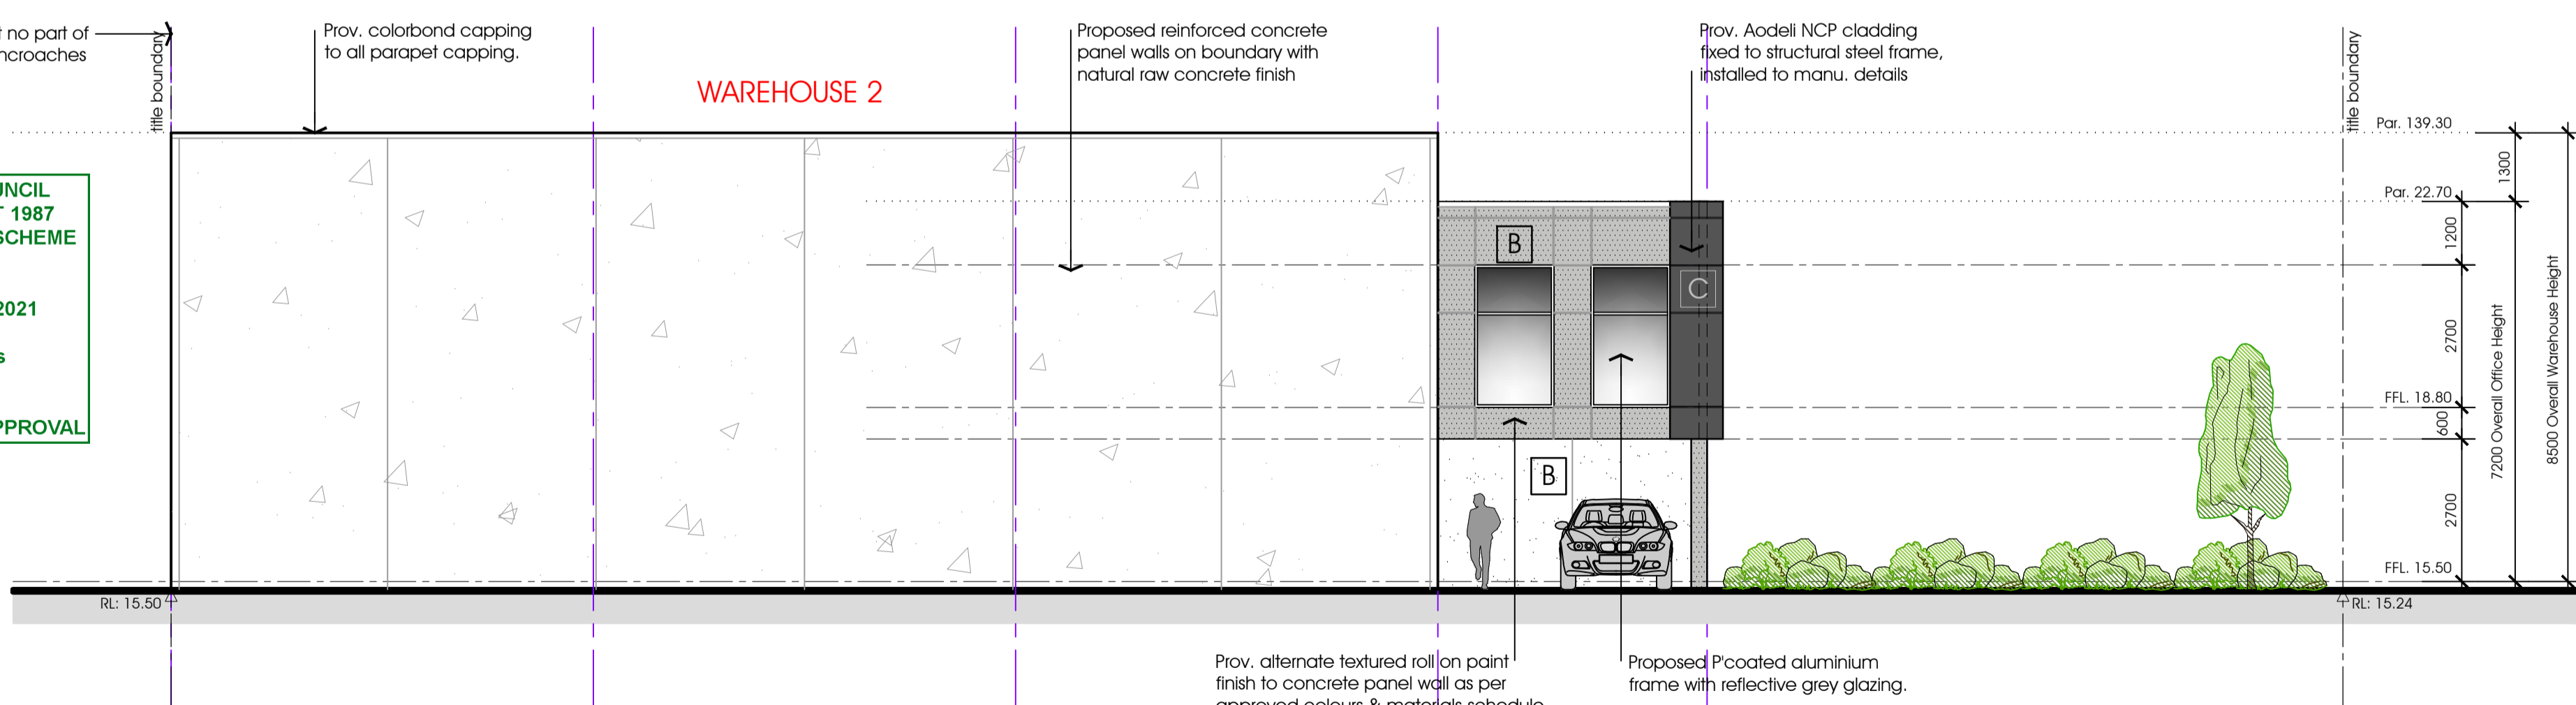 t no part of
ncroaches
title boundary
Prov. colorbond capping
to all parapet capping.
WAREHOUSE 2
Proposed reinforced concrete
panel walls on boundary with
natural raw concrete finish
Prov. Aodeli NCP cladding
fixed to structural steel frame,
installed to manu. details
title boundary
Par. 139.30
1300
Par. 22.70
1200
2700
FFL. 18.80
600
2700
FFL. 15.50
7200 Overall Office Height
8500 Overall Warehouse Height
UNCIL
T 1987
SCHEME
2021
s
PPROVAL
B
C
B
RL: 15.50
RL: 15.24
Prov. alternate textured roll on paint
finish to concrete panel wall as per
approved colours & materials schedule
Proposed P'coated aluminium
frame with reflective grey glazing.